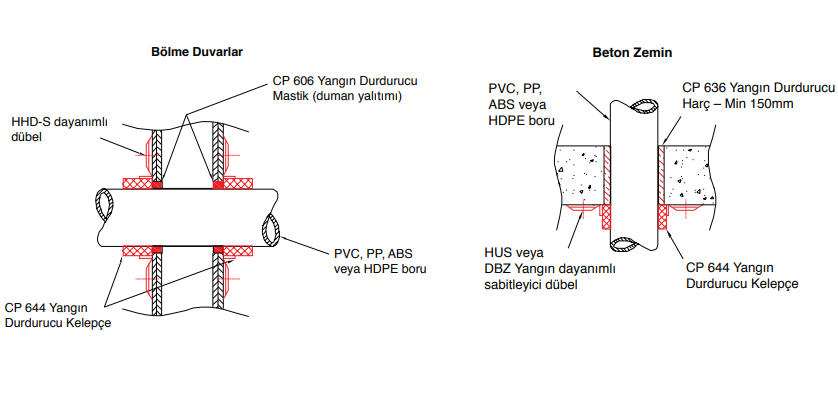 Bölme Duvarlar
CP 606 Yangın Durdurucu
Mastik (duman yalıtımı)
HHD-S dayanımlı
dübel
PVC, PP, ABS
veya HDPE boru
CP 644 Yangın
Durdurucu Kelepçe
Beton Zemin
PVC, PP,
ABS veya
HDPE boru
CP 636 Yangın Durdurucu
Harç – Min 150mm
HUS veya
DBZ Yangın dayanımlı
sabitleyici dübel
CP 644 Yangın
Durdurucu Kelepçe